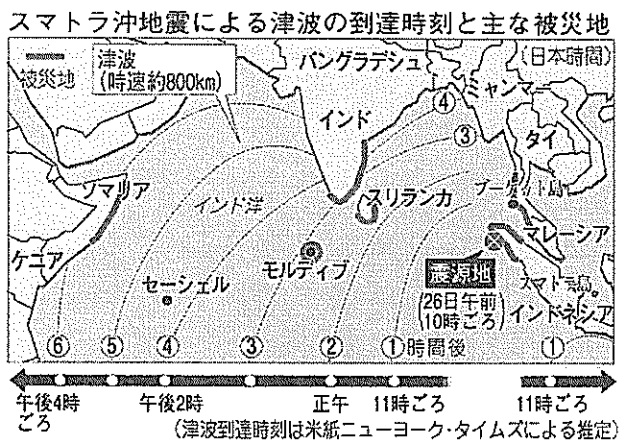 スマトラ沖地震による津波の到達時刻と主な被災地
被災地
津波
(時速約800km)
バングラデシュ
(日本時間)
ミャンマー
インド
④
③
タイ
ソマリア
インド洋
スリランカ
プーケット島
マレーシア
ケニア
モルディブ
震源地
セーシェル
(26日午前
10時ごろ)
スマトラ島
インドネシア
⑥
⑤
④
③
②
①時間後
①
午後4時
ごろ
午後2時
正午
11時ごろ
11時ごろ
(津波到達時刻は米紙ニューヨーク・タイムズによる推定)